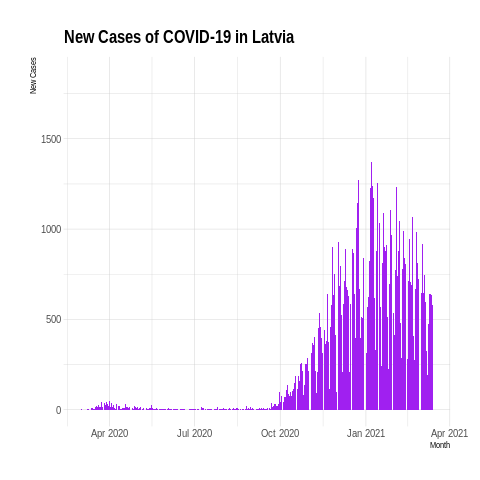 New Cases of COVID-19 in Latvia
New Cases
1500
1000
500
0
Apr 2020 Jul 2020 Oct 2020 Jan 2021 Apr 2021
Month